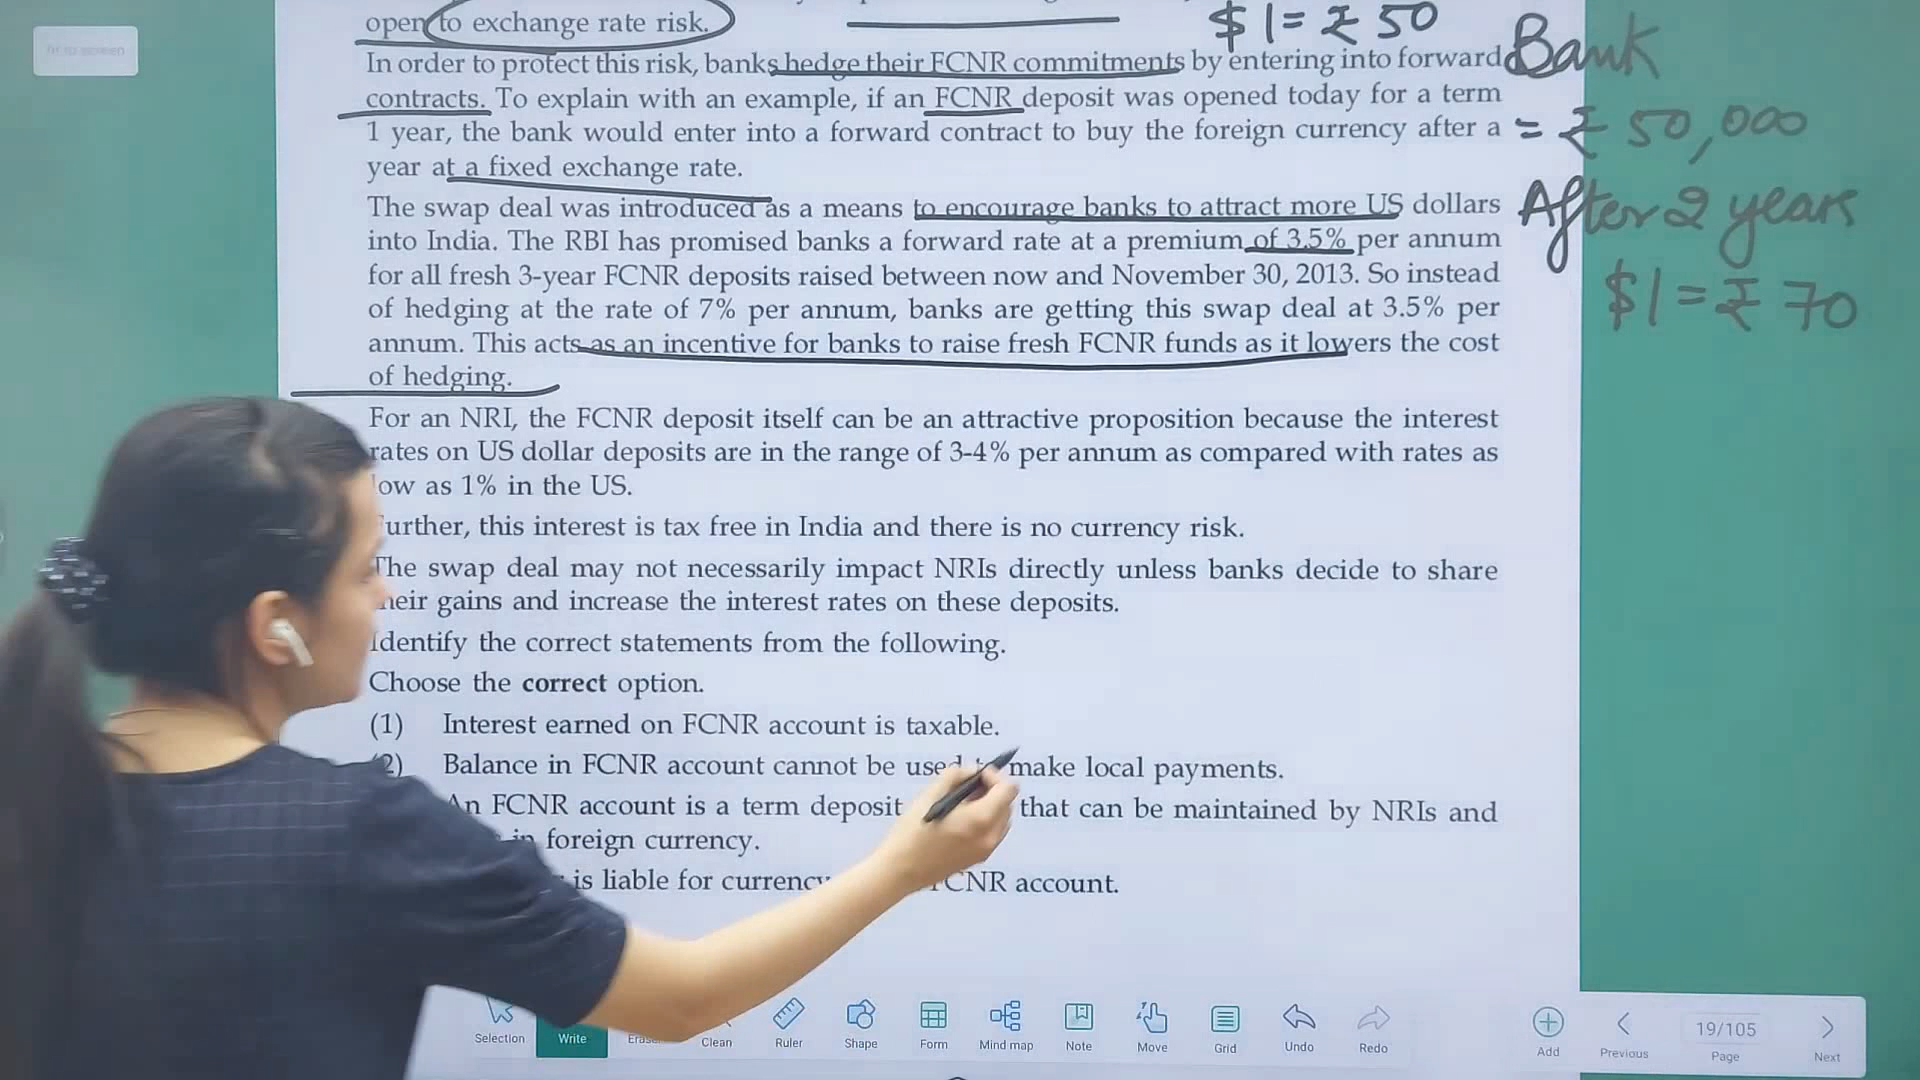 fit to screen
open to exchange rate risk.
$1 = ₹ 50
In order to protect this risk, banks hedge their FCNR commitments by entering into forward
contracts. To explain with an example, if an FCNR deposit was opened today for a term
1 year, the bank would enter into a forward contract to buy the foreign currency after a
year at a fixed exchange rate.
The swap deal was introduced as a means to encourage banks to attract more US dollars
into India. The RBI has promised banks a forward rate at a premium of 3.5% per annum
for all fresh 3-year FCNR deposits raised between now and November 30, 2013. So instead
of hedging at the rate of 7% per annum, banks are getting this swap deal at 3.5% per
annum. This acts as an incentive for banks to raise fresh FCNR funds as it lowers the cost
of hedging.
For an NRI, the FCNR deposit itself can be an attractive proposition because the interest
rates on US dollar deposits are in the range of 3-4% per annum as compared with rates as
low as 1% in the US.
Further, this interest is tax free in India and there is no currency risk.
The swap deal may not necessarily impact NRIs directly unless banks decide to share
their gains and increase the interest rates on these deposits.
Identify the correct statements from the following.
Choose the correct option.
(1) Interest earned on FCNR account is taxable.
(2) Balance in FCNR account cannot be used to make local payments.
An FCNR account is a term deposit that can be maintained by NRIs and
in foreign currency.
is liable for currency FCNR account.
Bank
= ₹ 50,000
After 2 years
$1 = ₹ 70
Selection
Write
Eraser
Clean
Ruler
Shape
Form
Mind map
Note
Move
Grid
Undo
Redo
Add
Previous
19/105
Page
Next